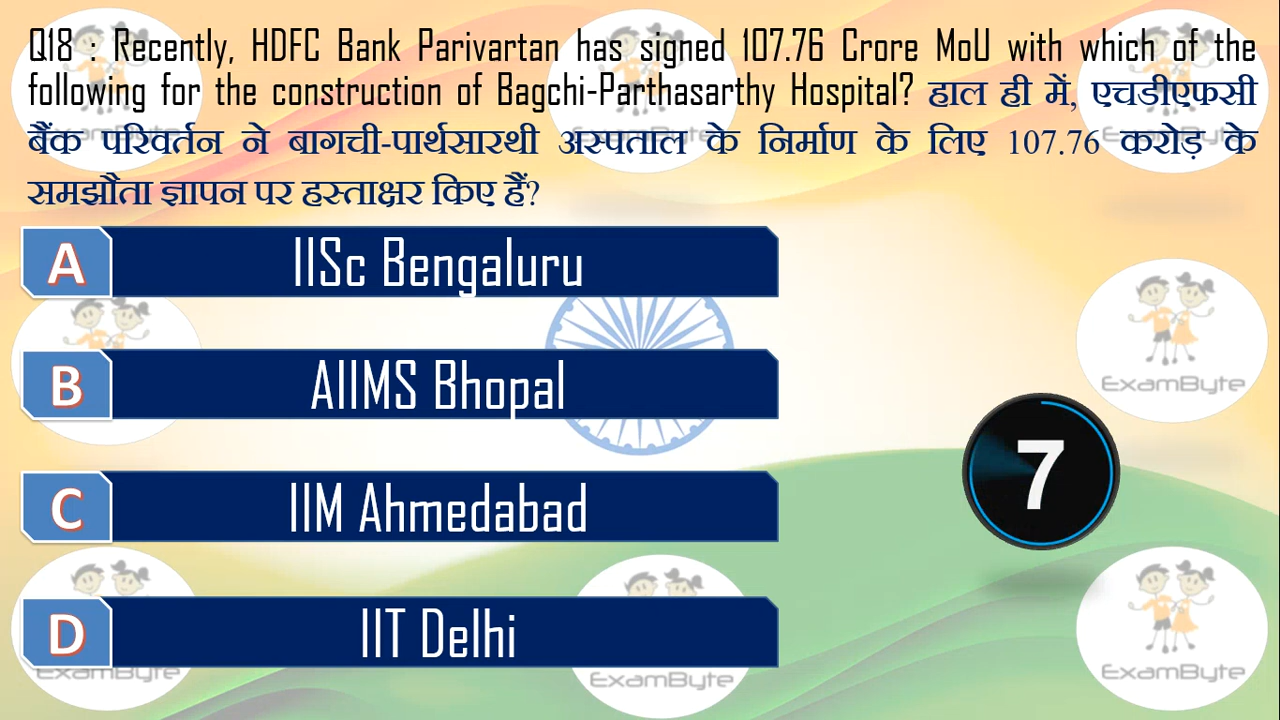 Q18 : Recently, HDFC Bank Parivartan has signed 107.76 Crore MoU with which of the
following for the construction of Bagchi-Parthasarthy Hospital? हाल ही में, एचडीएफसी
बैंक परिवर्तन ने बागची-पार्थसारथी अस्पताल के निर्माण के लिए 107.76 करोड़ के
समझौता ज्ञापन पर हस्ताक्षर किए हैं?
A IISc Bengaluru
B AIIMS Bhopal
ExamByte
C IIM Ahmedabad
7
D IIT Delhi
ExamByte
ExamByte
ExamByte